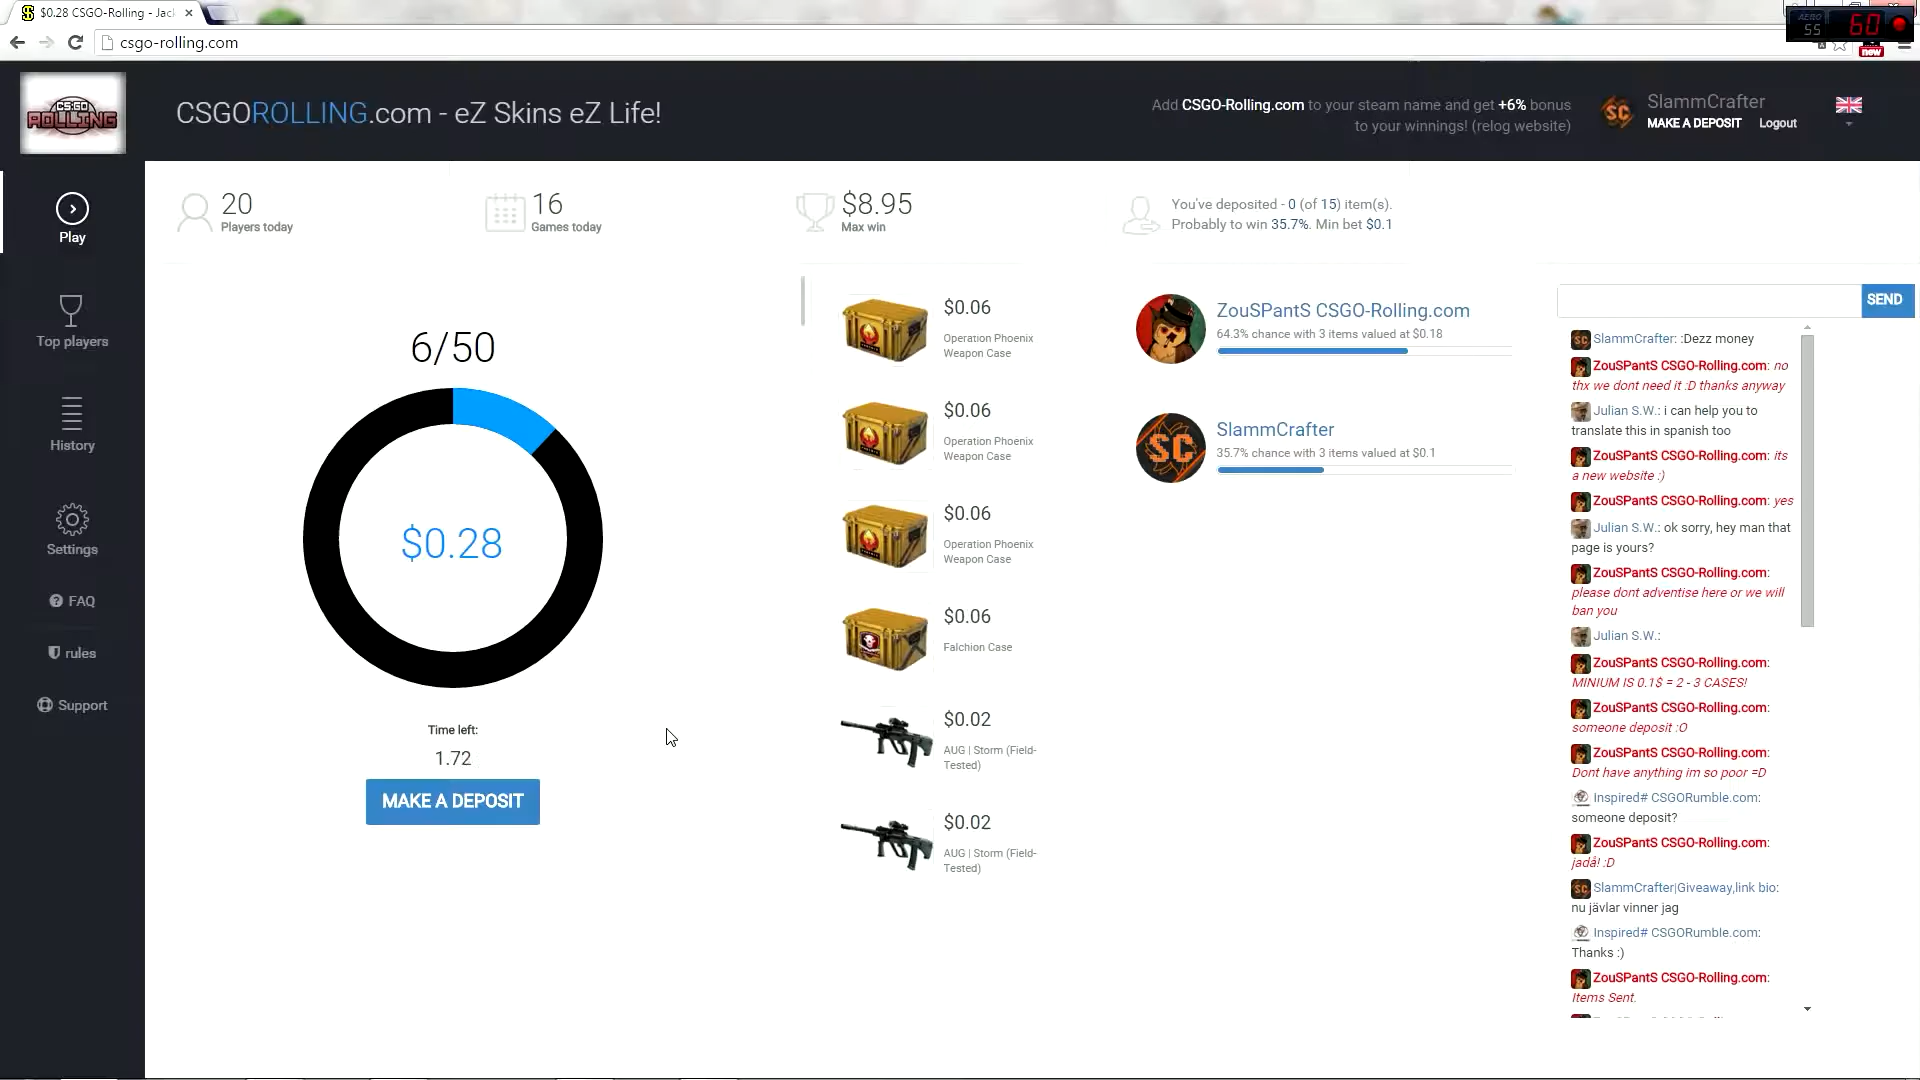 $0.28 CSGO-Rolling - Jack
csgo-rolling.com
AERO
55
60
new
CS:GO
ROLLING
CSGOROLLING.com - eZ Skins eZ Life!
Add CSGO-Rolling.com to your steam name and get +6% bonus
to your winnings! (relog website)
SC
SlammCrafter
MAKE A DEPOSIT Logout
Play
Top players
History
Settings
FAQ
rules
Support
20
Players today
16
Games today
$8.95
Max win
You've deposited - 0 (of 15) item(s).
Probably to win 35.7%. Min bet $0.1
6/50
$0.28
Time left:
1.72
MAKE A DEPOSIT
$0.06
Operation Phoenix
Weapon Case
$0.06
Operation Phoenix
Weapon Case
$0.06
Operation Phoenix
Weapon Case
$0.06
Falchion Case
$0.02
AUG | Storm (Field-
Tested)
$0.02
AUG | Storm (Field-
Tested)
ZouSPantS CSGO-Rolling.com
64.3% chance with 3 items valued at $0.18
SC
SlammCrafter
35.7% chance with 3 items valued at $0.1
SEND
SlammCrafter: :Dezz money
ZouSPantS CSGO-Rolling.com: no
thx we dont need it :D thanks anyway
Julian S.W.: i can help you to
translate this in spanish too
ZouSPantS CSGO-Rolling.com: its
a new website :)
ZouSPantS CSGO-Rolling.com: yes
Julian S.W.: ok sorry, hey man that
page is yours?
ZouSPantS CSGO-Rolling.com:
please dont adventise here or we will
ban you
Julian S.W.:
ZouSPantS CSGO-Rolling.com:
MINIUM IS 0.1$ = 2 - 3 CASES!
ZouSPantS CSGO-Rolling.com:
someone deposit :O
ZouSPantS CSGO-Rolling.com:
Dont have anything im so poor =D
Inspired# CSGORumble.com:
someone deposit?
ZouSPantS CSGO-Rolling.com:
jadå! :D
SlammCrafter|Giveaway,link bio:
nu jävlar vinner jag
Inspired# CSGORumble.com:
Thanks :)
ZouSPantS CSGO-Rolling.com:
Items Sent.